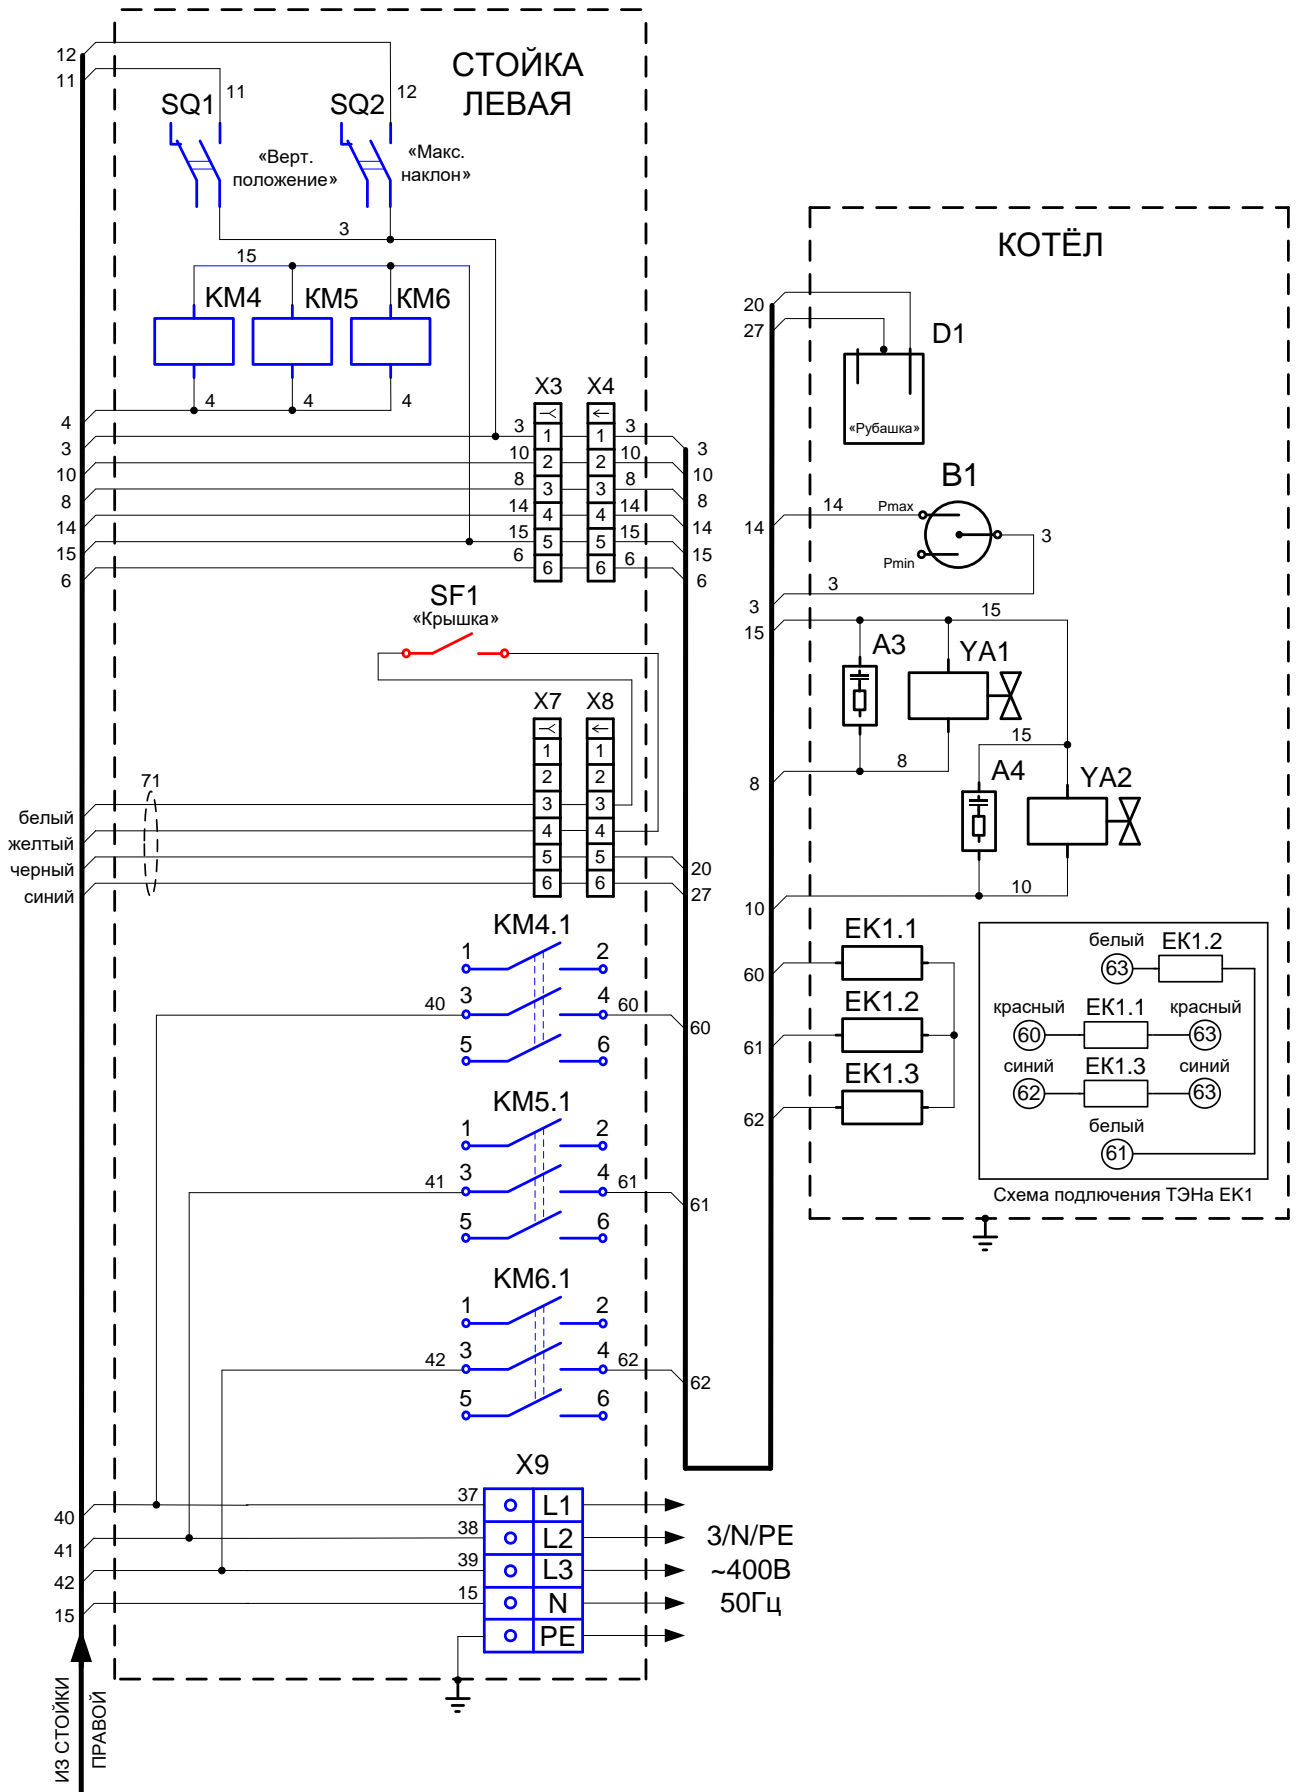 СТОЙКА
ЛЕВАЯ
12
11
11
12
SQ1
SQ2
«Верт.
положение»
«Макс.
наклон»
3
15
KM4
KM5
KM6
4
4
4
X3
X4
4
3
3
1
1
3
3
10
10
2
2
10
10
8
8
3
3
8
8
14
14
4
4
14
14
15
15
5
5
15
15
6
6
6
6
6
6
SF1
«Крышка»
X7
X8
1
1
2
2
71
белый
3
3
желтый
4
4
черный
5
5
20
синий
6
6
27
KM4.1
1
2
40
3
4
60
60
5
6
KM5.1
1
2
41
3
4
61
61
5
6
KM6.1
1
2
42
3
4
62
62
5
6
X9
40
37
L1
41
38
L2
42
39
L3
15
15
N
PE
3/N/PE
~400В
50Гц
ИЗ СТОЙКИ
ПРАВОЙ
КОТЁЛ
20
27
D1
«Рубашка»
B1
14
14
Pmax
3
Pmin
3
3
15
15
A3
YA1
15
8
8
A4
YA2
10
10
EK1.1
60
EK1.2
61
EK1.3
62
белый
EK1.2
63
красный
EK1.1
красный
60
63
синий
EK1.3
синий
62
63
белый
61
Схема подлючения ТЭНа EK1